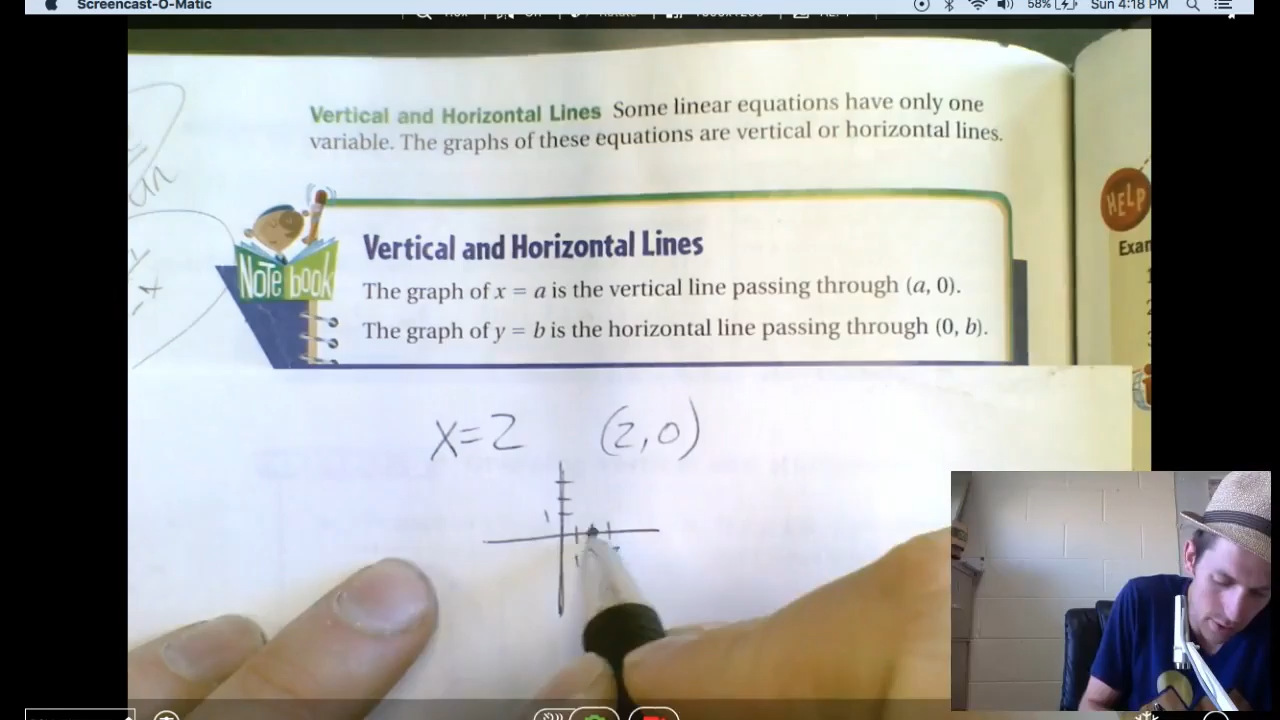 Screencast-O-Matic
58% Sun 4:18 PM
Vertical and Horizontal Lines Some linear equations have only one
variable. The graphs of these equations are vertical or horizontal lines.
HELP
Exar
Note book
Vertical and Horizontal Lines
The graph of x = a is the vertical line passing through (a, 0).
The graph of y = b is the horizontal line passing through (0, b).
x=2 (2,0)
1
1